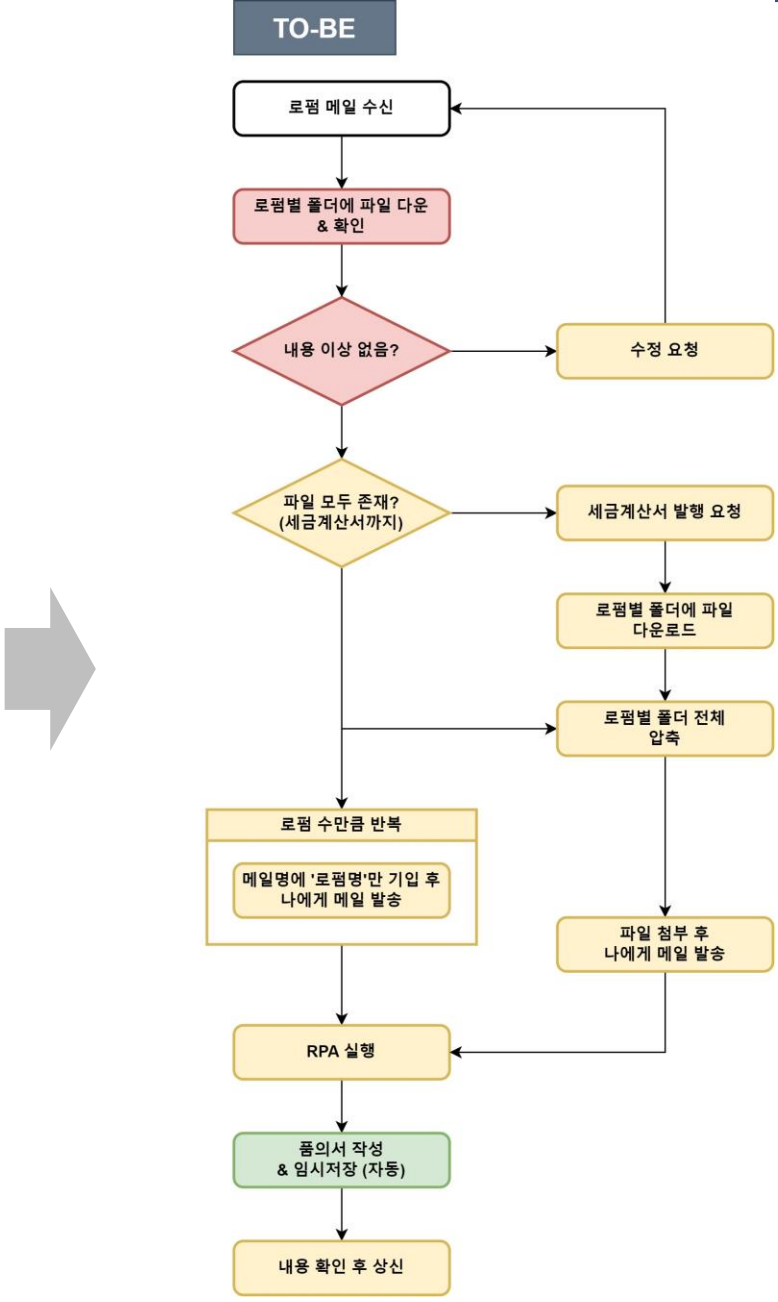 TO-BE
로펌 메일 수신
로펌별 폴더에 파일 다운
& 확인
내용 이상 없음?
수정 요청
파일 모두 존재?
(세금계산서까지)
세금계산서 발행 요청
로펌별 폴더에 파일
다운로드
로펌별 폴더 전체
압축
로펌 수만큼 반복
메일명에 '로펌명'만 기입 후
나에게 메일 발송
파일 첨부 후
나에게 메일 발송
RPA 실행
품의서 작성
& 임시저장 (자동)
내용 확인 후 상신